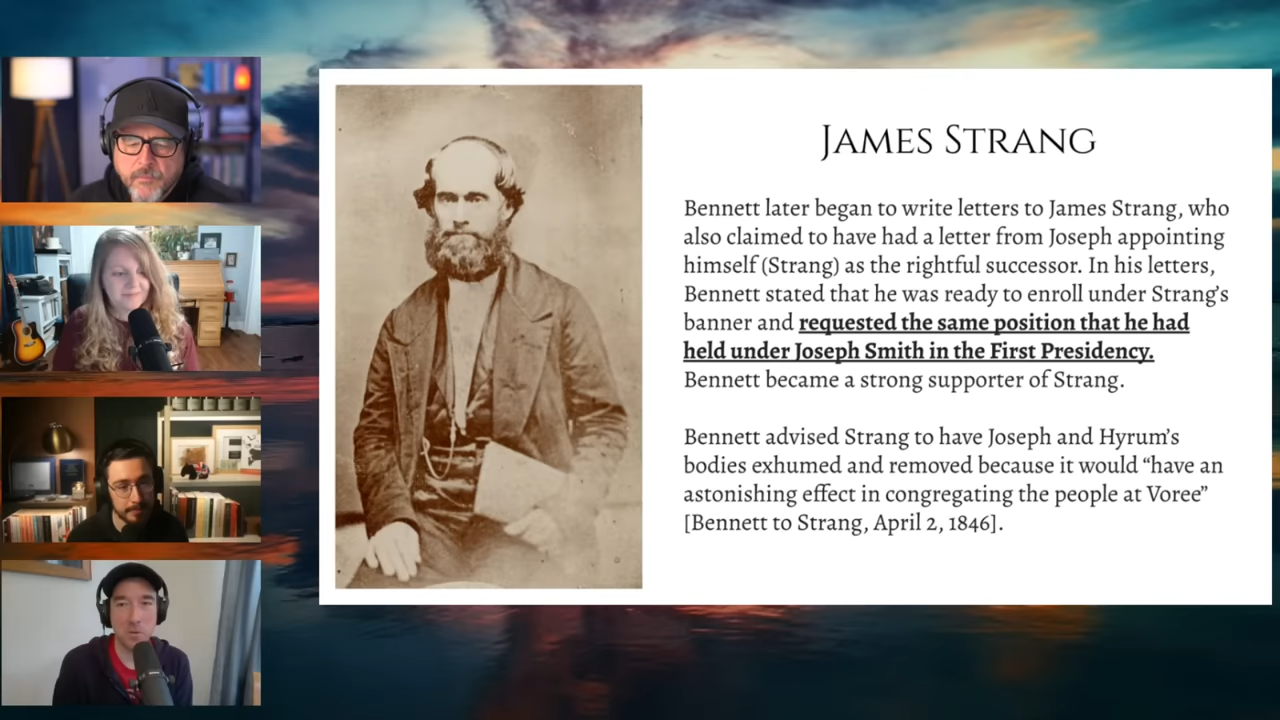 JAMES STRANG
Bennett later began to write letters to James Strang, who
also claimed to have had a letter from Joseph appointing
himself (Strang) as the rightful successor. In his letters,
Bennett stated that he was ready to enroll under Strang’s
banner and requested the same position that he had
held under Joseph Smith in the First Presidency.
Bennett became a strong supporter of Strang.
Bennett advised Strang to have Joseph and Hyrum’s
bodies exhumed and removed because it would “have an
astonishing effect in congregating the people at Voree”
[Bennett to Strang, April 2, 1846].